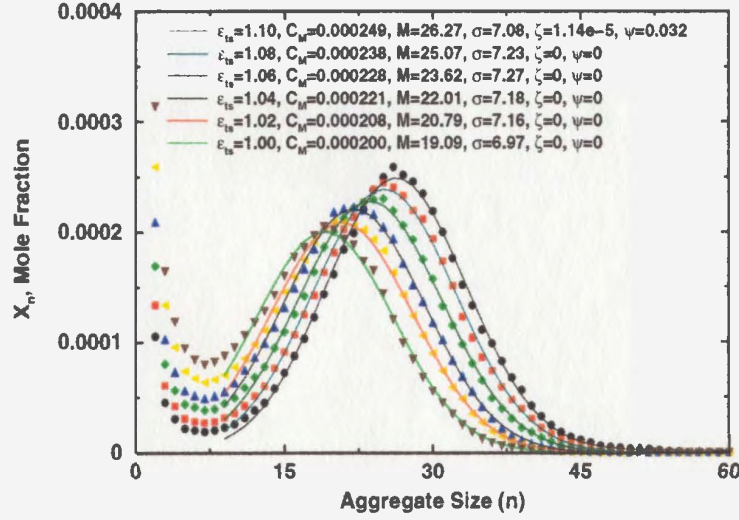 0.0004
0.0003
0.0002
0.0001
0
X_n, Mole Fraction
ε_ts=1.10, C_M=0.000249, M=26.27, σ=7.08, ζ=1.14e-5, ψ=0.032
ε_ts=1.08, C_M=0.000238, M=25.07, σ=7.23, ζ=0, ψ=0
ε_ts=1.06, C_M=0.000228, M=23.62, σ=7.27, ζ=0, ψ=0
ε_ts=1.04, C_M=0.000221, M=22.01, σ=7.18, ζ=0, ψ=0
ε_ts=1.02, C_M=0.000208, M=20.79, σ=7.16, ζ=0, ψ=0
ε_ts=1.00, C_M=0.000200, M=19.09, σ=6.97, ζ=0, ψ=0
0 15 30 45 60
Aggregate Size (n)